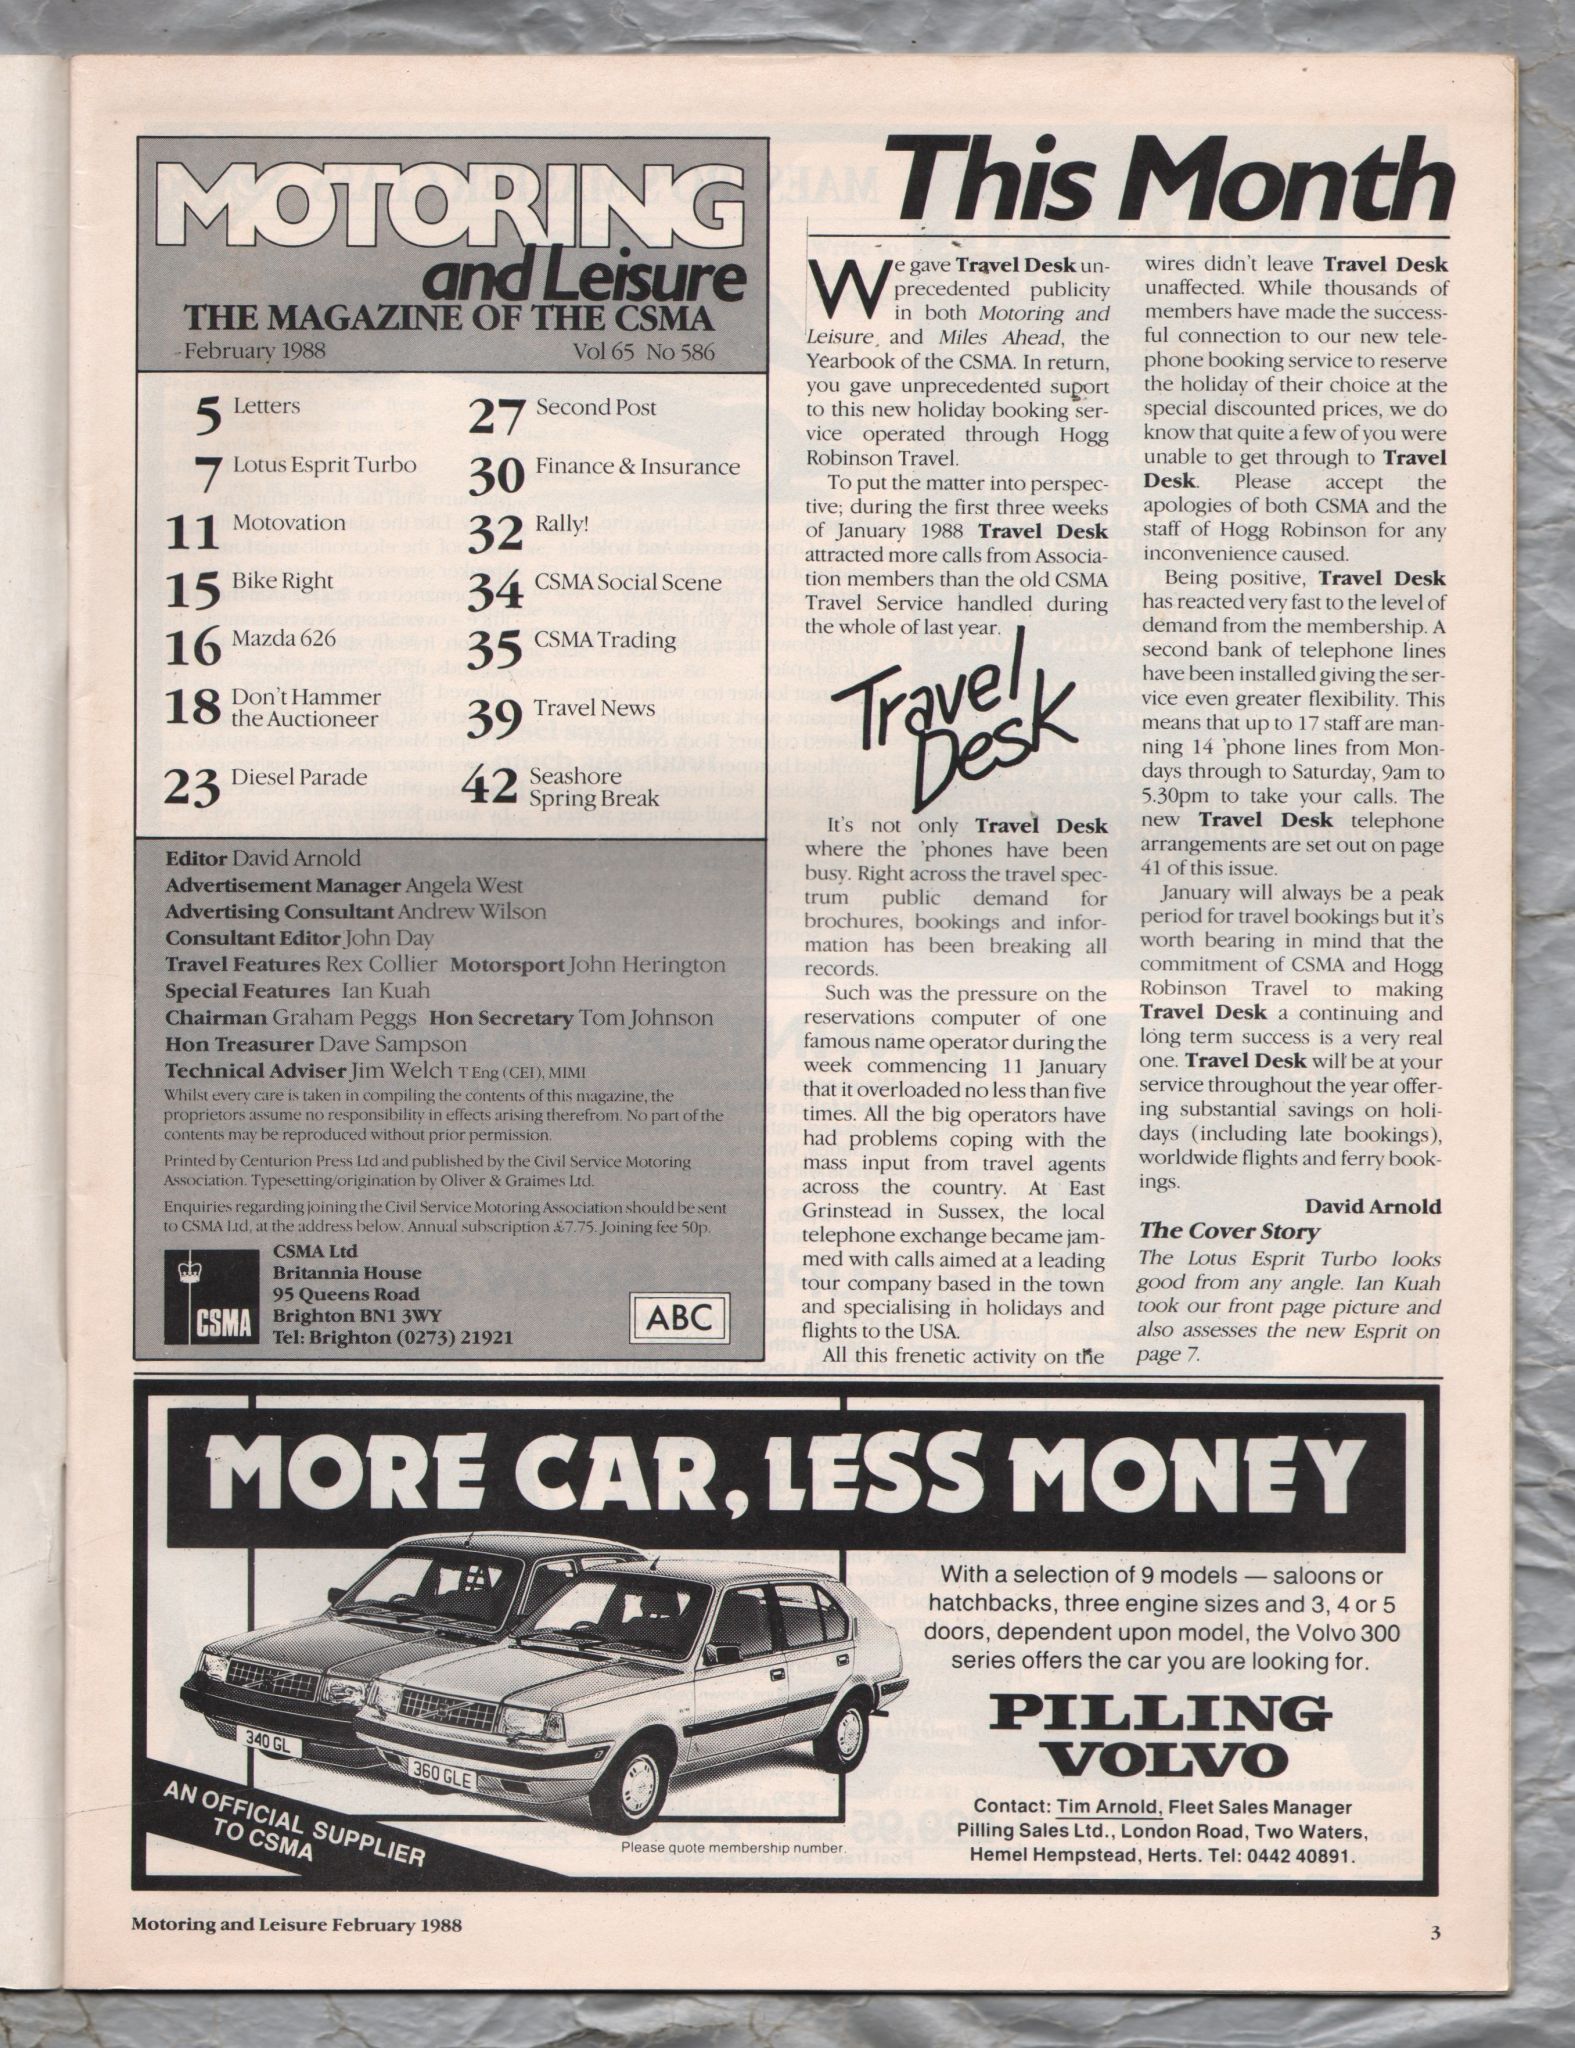 MOTORING
and Leisure
THE MAGAZINE OF THE CSMA
February 1988 Vol 65 No 586
5 Letters
7 Lotus Esprit Turbo
11 Motovation
15 Bike Right
16 Mazda 626
18 Don't Hammer
the Auctioneer
23 Diesel Parade
27 Second Post
30 Finance & Insurance
32 Rally!
34 CSMA Social Scene
35 CSMA Trading
39 Travel News
42 Seashore
Spring Break
Editor David Arnold
Advertisement Manager Angela West
Advertising Consultant Andrew Wilson
Consultant Editor John Day
Travel Features Rex Collier Motorsport John Herington
Special Features Ian Kuah
Chairman Graham Peggs Hon Secretary Tom Johnson
Hon Treasurer Dave Sampson
Technical Adviser Jim Welch T Eng (CEI), MIMI
Whilst every care is taken in compiling the contents of this magazine, the
proprietors assume no responsibility in effects arising therefrom. No part of the
contents may be reproduced without prior permission.
Printed by Centurion Press Ltd and published by the Civil Service Motoring
Association. Typesetting/origination by Oliver & Graimes Ltd.
Enquiries regarding joining the Civil Service Motoring Association should be sent
to CSMA Ltd, at the address below. Annual subscription £7.75. Joining fee 50p.
CSMA
CSMA Ltd
Britannia House
95 Queens Road
Brighton BN1 3WY
Tel: Brighton (0273) 21921
ABC
This Month
We gave Travel Desk un-
precedented publicity
in both Motoring and
Leisure, and Miles Ahead, the
Yearbook of the CSMA. In return,
you gave unprecedented suport
to this new holiday booking ser-
vice operated through Hogg
Robinson Travel.
To put the matter into perspec-
tive; during the first three weeks
of January 1988 Travel Desk
attracted more calls from Associa-
tion members than the old CSMA
Travel Service handled during
the whole of last year.
Travel
Desk
It's not only Travel Desk
where the 'phones have been
busy. Right across the travel spec-
trum public demand for
brochures, bookings and infor-
mation has been breaking all
records.
Such was the pressure on the
reservations computer of one
famous name operator during the
week commencing 11 January
that it overloaded no less than five
times. All the big operators have
had problems coping with the
mass input from travel agents
across the country. At East
Grinstead in Sussex, the local
telephone exchange became jam-
med with calls aimed at a leading
tour company based in the town
and specialising in holidays and
flights to the USA.
All this frenetic activity on the
wires didn't leave Travel Desk
unaffected. While thousands of
members have made the success-
ful connection to our new tele-
phone booking service to reserve
the holiday of their choice at the
special discounted prices, we do
know that quite a few of you were
unable to get through to Travel
Desk. Please accept the
apologies of both CSMA and the
staff of Hogg Robinson for any
inconvenience caused.
Being positive, Travel Desk
has reacted very fast to the level of
demand from the membership. A
second bank of telephone lines
have been installed giving the ser-
vice even greater flexibility. This
means that up to 17 staff are man-
ning 14 'phone lines from Mon-
days through to Saturday, 9am to
5.30pm to take your calls. The
new Travel Desk telephone
arrangements are set out on page
41 of this issue.
January will always be a peak
period for travel bookings but it's
worth bearing in mind that the
commitment of CSMA and Hogg
Robinson Travel to making
Travel Desk a continuing and
long term success is a very real
one. Travel Desk will be at your
service throughout the year offer-
ing substantial savings on holi-
days (including late bookings),
worldwide flights and ferry book-
ings.
David Arnold
The Cover Story
The Lotus Esprit Turbo looks
good from any angle. Ian Kuah
took our front page picture and
also assesses the new Esprit on
page 7.
MORE CAR, LESS MONEY
With a selection of 9 models — saloons or
hatchbacks, three engine sizes and 3, 4 or 5
doors, dependent upon model, the Volvo 300
series offers the car you are looking for.
PILLING
VOLVO
Contact: Tim Arnold, Fleet Sales Manager
Pilling Sales Ltd., London Road, Two Waters,
Hemel Hempstead, Herts. Tel: 0442 40891.
340 GL
360 GLE
AN OFFICIAL SUPPLIER
TO CSMA
Please quote membership number.
Motoring and Leisure February 1988
3